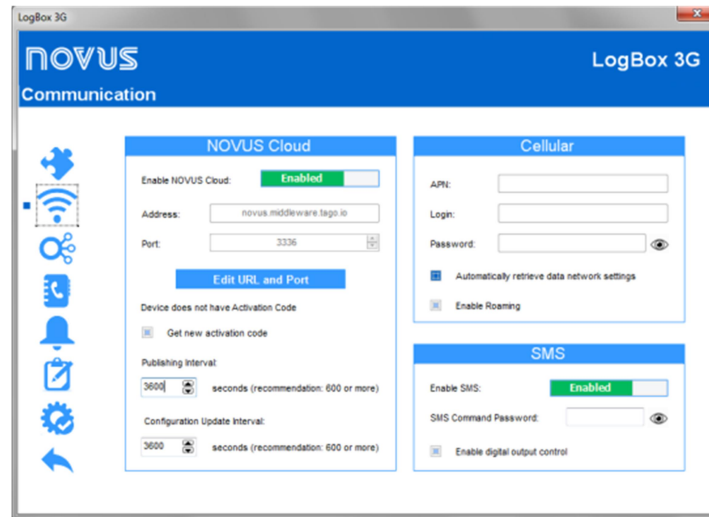 LogBox 3G
NOVUS
LogBox 3G
Communication
NOVUS Cloud
Enable NOVUS Cloud: Enabled
Address: novus.middleware.tago.io
Port: 3336
Edit URL and Port
Device does not have Activation Code
Get new activation code
Publishing Interval:
3600 seconds (recommendation: 600 or more)
Configuration Update Interval:
3600 seconds (recommendation: 600 or more)
Cellular
APN:
Login:
Password:
Automatically retrieve data network settings
Enable Roaming
SMS
Enable SMS: Enabled
SMS Command Password:
Enable digital output control